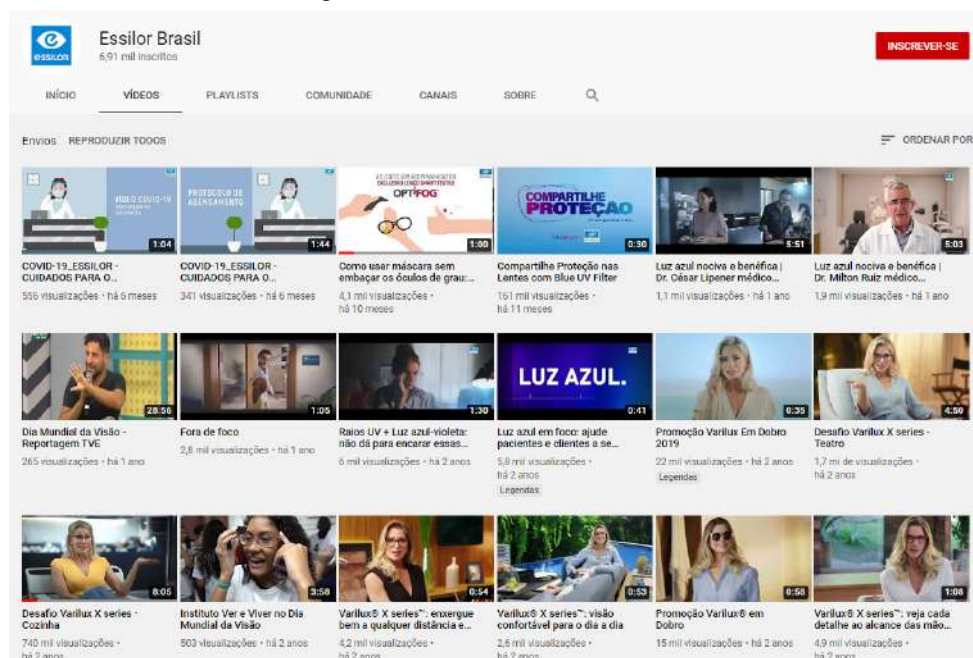 Essilor Brasil
essilor
6,91 mil inscritos
INSCREVER-SE
INÍCIO VÍDEOS PLAYLISTS COMUNIDADE CANAIS SOBRE
Envios REPRODUZIR TODOS
ORDENAR POR
VÍDEO COVID-19
1:04
PROTOCOLO DE
AGENDAMENTO
1:44
OPTIFOG
1:00
COMPARTILHE
PROTEÇÃO
0:30
5:51
5:03
COVID-19_ESSILOR -
CUIDADOS PARA O...
556 visualizações • há 6 meses
COVID-19_ESSILOR -
CUIDADOS PARA O...
341 visualizações • há 6 meses
Como usar máscara sem
embaçar os óculos de grau:...
4,1 mil visualizações •
há 10 meses
Compartilhe Proteção nas
Lentes com Blue UV Filter
161 mil visualizações •
há 11 meses
Luz azul nociva e benéfica |
Dr. César Lipener médico...
1,1 mil visualizações • há 1 ano
Luz azul nociva e benéfica |
Dr. Milton Ruiz médico...
1,9 mil visualizações • há 1 ano
28:56
1:05
1:30
LUZ AZUL.
0:41
0:35
4:50
Dia Mundial da Visão -
Reportagem TVE
265 visualizações • há 1 ano
Fora de foco
2,8 mil visualizações • há 1 ano
Raios UV + Luz azul-violeta:
não dá para encarar essas...
6 mil visualizações • há 2 anos
Luz azul em foco: ajude
pacientes e clientes a se...
5,8 mil visualizações •
há 2 anos
Legendas
Promoção Varilux Em Dobro
2019
22 mil visualizações • há 2 anos
Legendas
Desafio Varilux X series -
Teatro
1,7 mi de visualizações •
há 2 anos
8:05
3:58
0:54
0:53
0:58
1:08
Desafio Varilux X series -
Cozinha
740 mil visualizações •
há 2 anos
Instituto Ver e Viver no Dia
Mundial da Visão
503 visualizações • há 2 anos
Varilux® X series™: enxergue
bem a qualquer distância e...
4,2 mil visualizações •
há 2 anos
Varilux® X series™: visão
confortável para o dia a dia
2,6 mil visualizações •
há 2 anos
Promoção Varilux® em
Dobro
15 mil visualizações • há 2 anos
Varilux® X series™: veja cada
detalhe ao alcance das mão...
4,9 mil visualizações •
há 2 anos